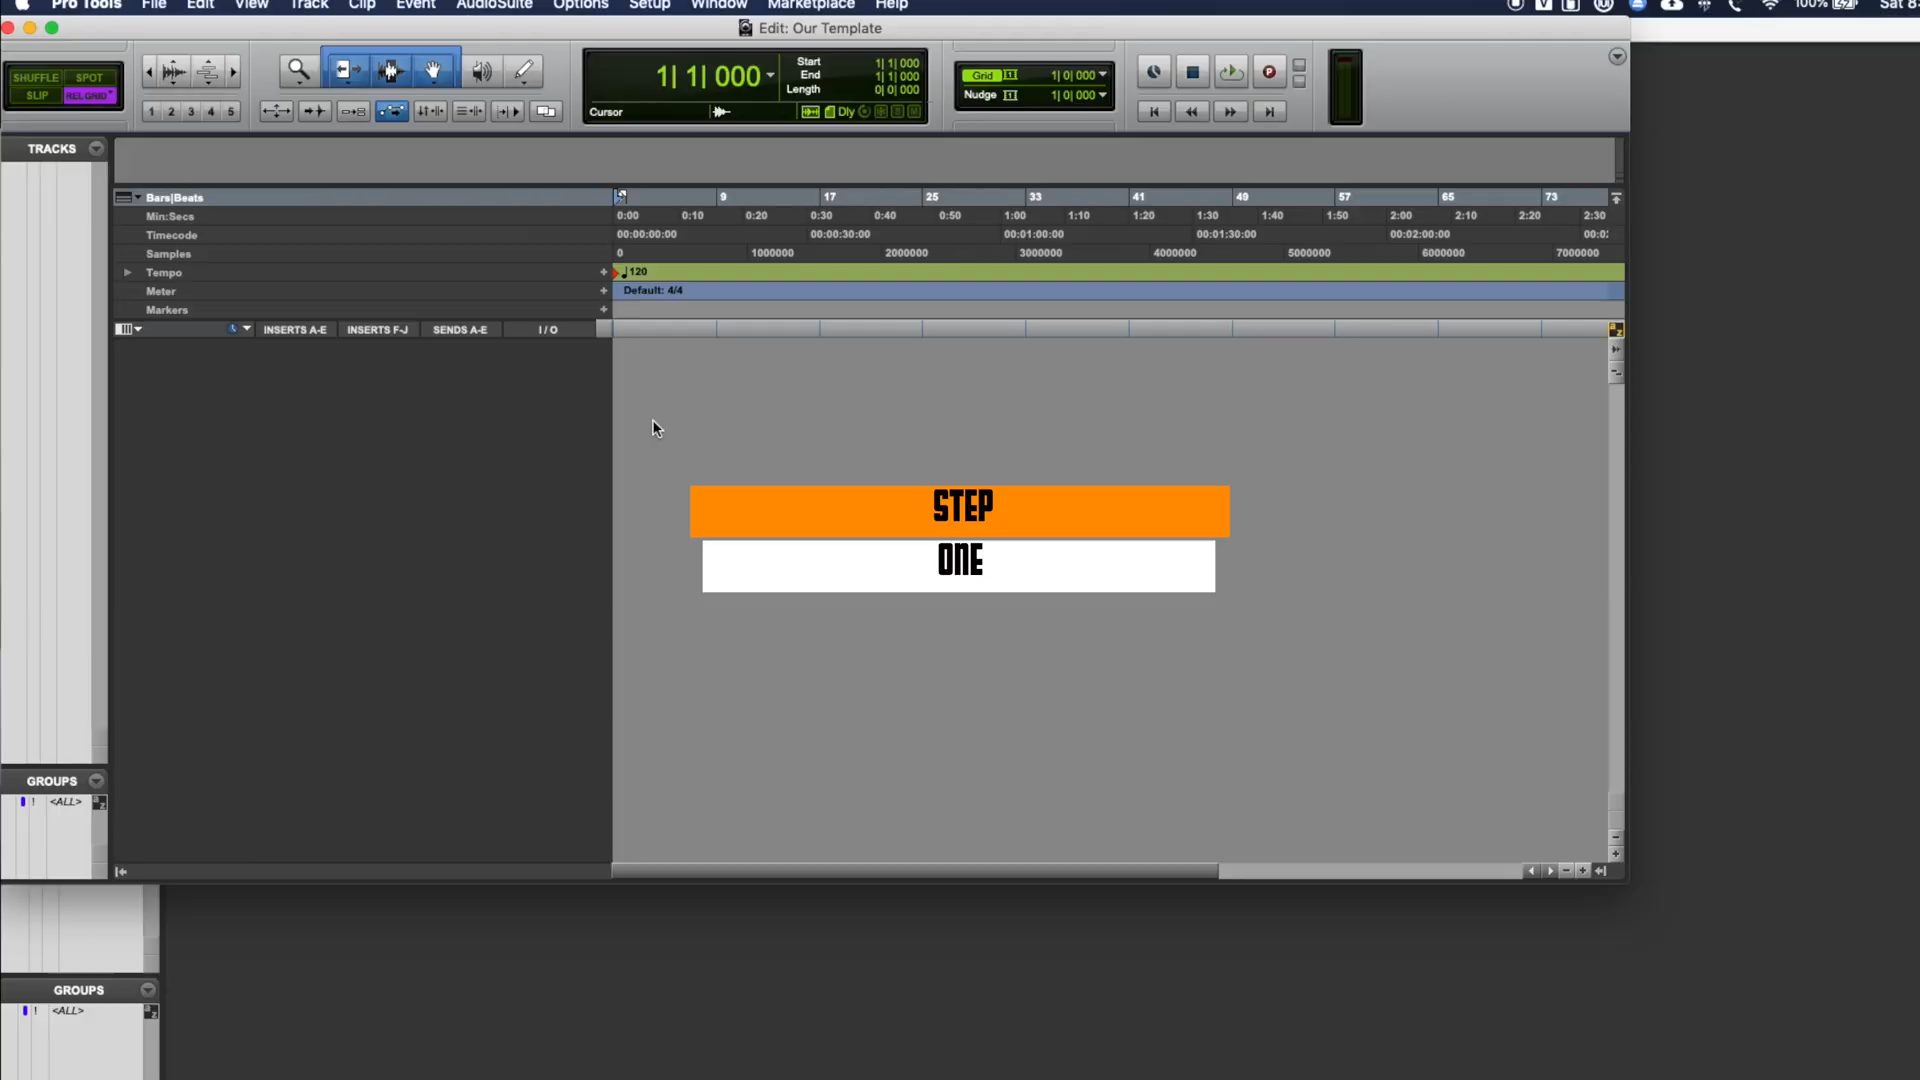 Pro Tools File Edit View Track Clip Event AudioSuite Options Setup Window Marketplace Help 100% Sat 8:
Edit: Our Template
SHUFFLE SPOT
SLIP REL GRID
1 2 3 4 5
1| 1| 000
Start 1| 1| 000
End 1| 1| 000
Length 0| 0| 000
Cursor Dly
Grid 1| 0| 000
Nudge 1| 0| 000
TRACKS
Bars|Beats 9 17 25 33 41 49 57 65 73
Min:Secs 0:00 0:10 0:20 0:30 0:40 0:50 1:00 1:10 1:20 1:30 1:40 1:50 2:00 2:10 2:20 2:30
Timecode 00:00:00:00 00:00:30:00 00:01:00:00 00:01:30:00 00:02:00:00 00:0:
Samples 0 1000000 2000000 3000000 4000000 5000000 6000000 7000000
Tempo 120
Meter Default: 4/4
Markers
INSERTS A-E INSERTS F-J SENDS A-E I / O
STEP
ONE
GROUPS
! <ALL>
GROUPS
! <ALL>